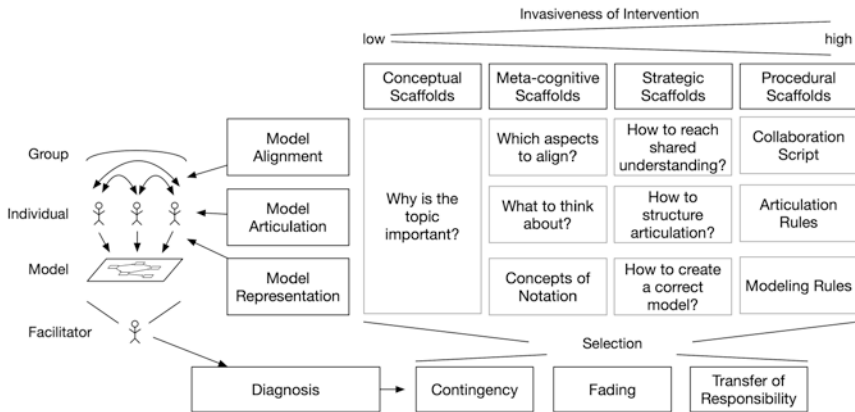 Invasiveness of Intervention
low
high
Conceptual
Scaffolds
Meta-cognitive
Scaffolds
Strategic
Scaffolds
Procedural
Scaffolds
Group
Model
Alignment
Which aspects
to align?
How to reach
shared
understanding?
Collaboration
Script
Why is the
topic
important?
Individual
Model
Articulation
What to think
about?
How to
structure
articulation?
Articulation
Rules
Model
Model
Representation
Concepts of
Notation
How to create
a correct
model?
Modeling Rules
Facilitator
Selection
Diagnosis
Contingency
Fading
Transfer of
Responsibility